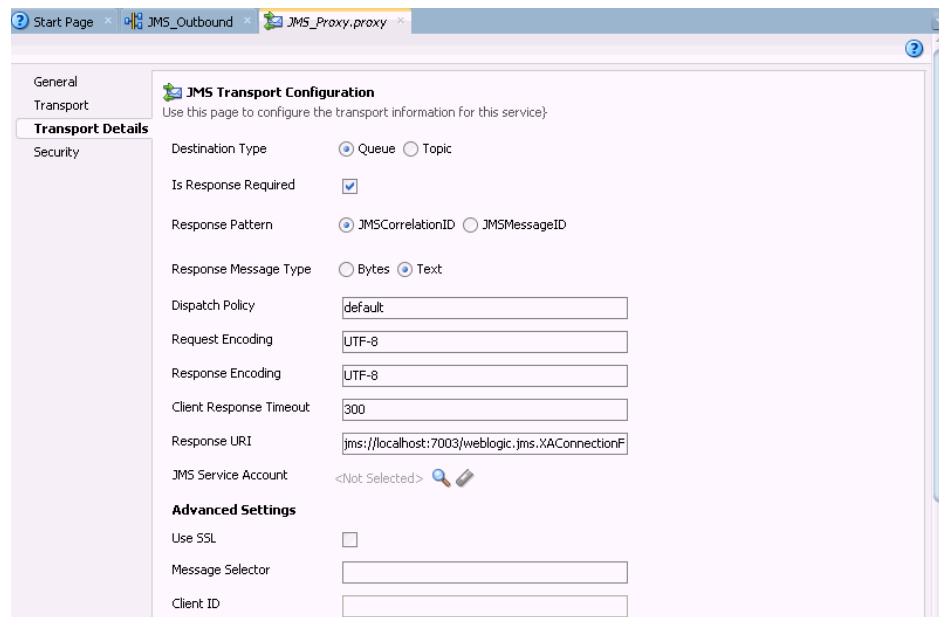 Start Page JMS_Outbound JMS_Proxy.proxy
General
Transport
Transport Details
Security
JMS Transport Configuration
Use this page to configure the transport information for this service}
Destination Type Queue Topic
Is Response Required
Response Pattern JMSCorrelationID JMSMessageID
Response Message Type Bytes Text
Dispatch Policy default
Request Encoding UTF-8
Response Encoding UTF-8
Client Response Timeout 300
Response URI jms://localhost:7003/weblogic.jms.XAConnectionF
JMS Service Account <Not Selected>
Advanced Settings
Use SSL
Message Selector
Client ID